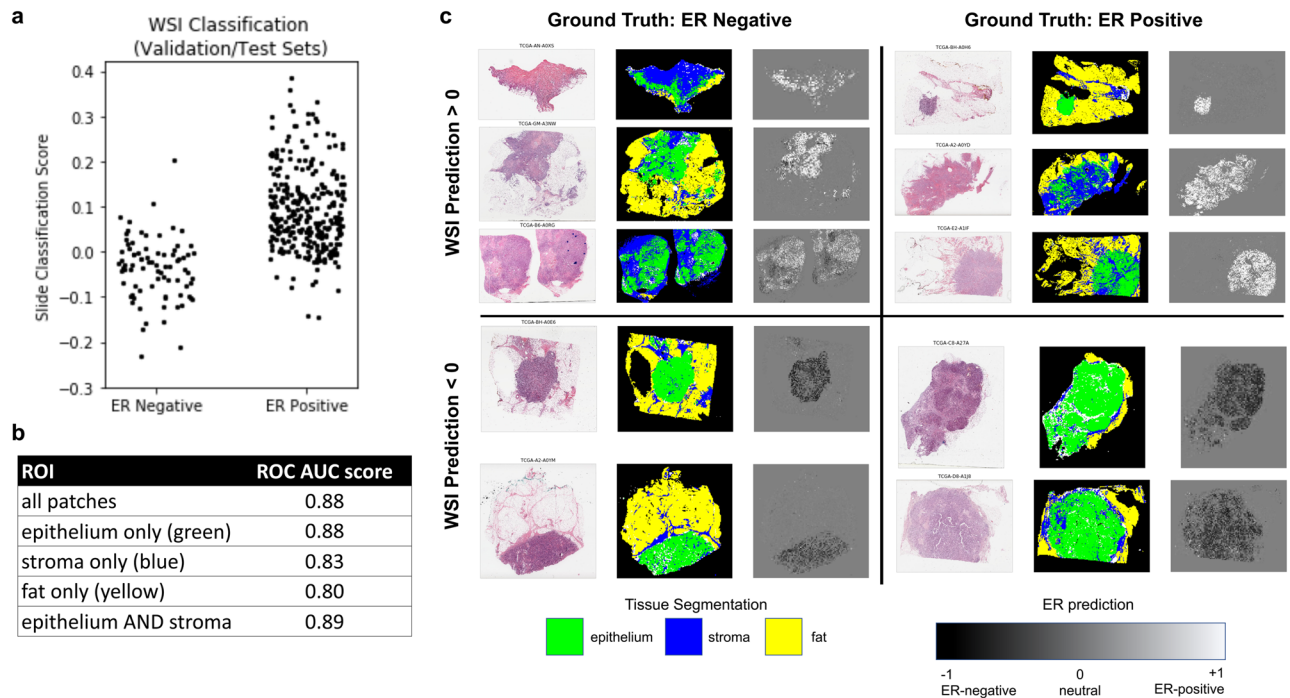 a
WSI Classification
(Validation/Test Sets)
Slide Classification Score
0.4
0.3
0.2
0.1
0.0
−0.1
−0.2
−0.3
ER Negative
ER Positive
b
ROI ROC AUC score
all patches 0.88
epithelium only (green) 0.88
stroma only (blue) 0.83
fat only (yellow) 0.80
epithelium AND stroma 0.89
c
Ground Truth: ER Negative
Ground Truth: ER Positive
WSI Prediction > 0
TCGA-AN-A0XS
TCGA-GM-A3NW
TCGA-B6-A0RG
TCGA-BH-A0H6
TCGA-A2-A0YD
TCGA-E2-A1IF
WSI Prediction < 0
TCGA-BH-A0E6
TCGA-A2-A0YM
TCGA-C8-A27A
TCGA-D8-A1J8
Tissue Segmentation
epithelium
stroma
fat
ER prediction
-1 0 +1
ER-negative neutral ER-positive